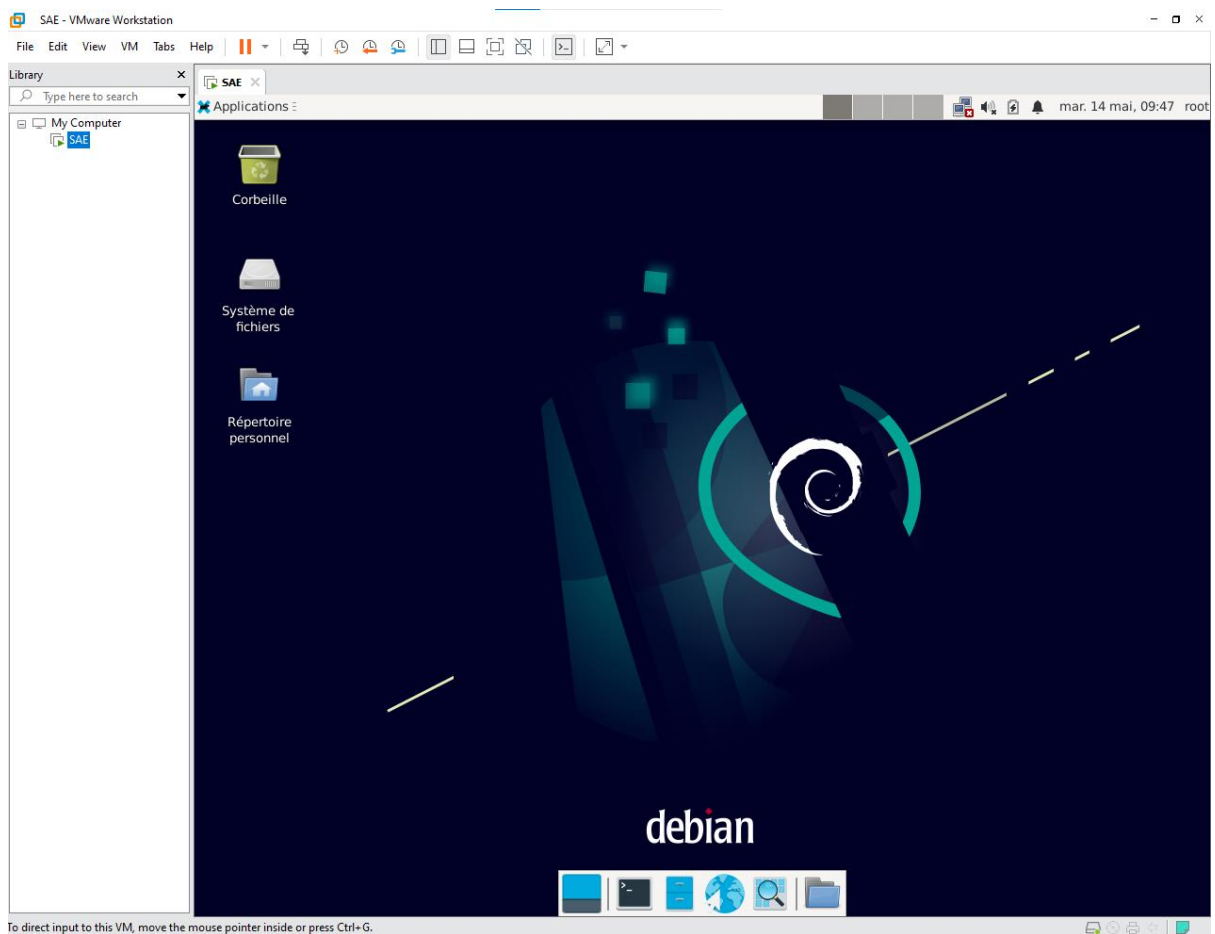 SAE - VMware Workstation
File Edit View VM Tabs Help
Library
Type here to search
My Computer
SAE
SAE
Applications
mar. 14 mai, 09:47 root
Corbeille
Système de
fichiers
Répertoire
personnel
debian
To direct input to this VM, move the mouse pointer inside or press Ctrl+G.